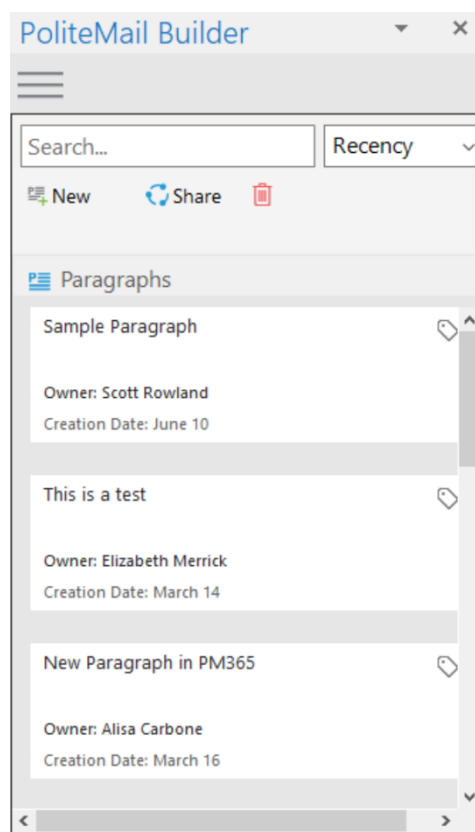 PoliteMail Builder
Search...
Recency
New
Share
Paragraphs
Sample Paragraph
Owner: Scott Rowland
Creation Date: June 10
This is a test
Owner: Elizabeth Merrick
Creation Date: March 14
New Paragraph in PM365
Owner: Alisa Carbone
Creation Date: March 16